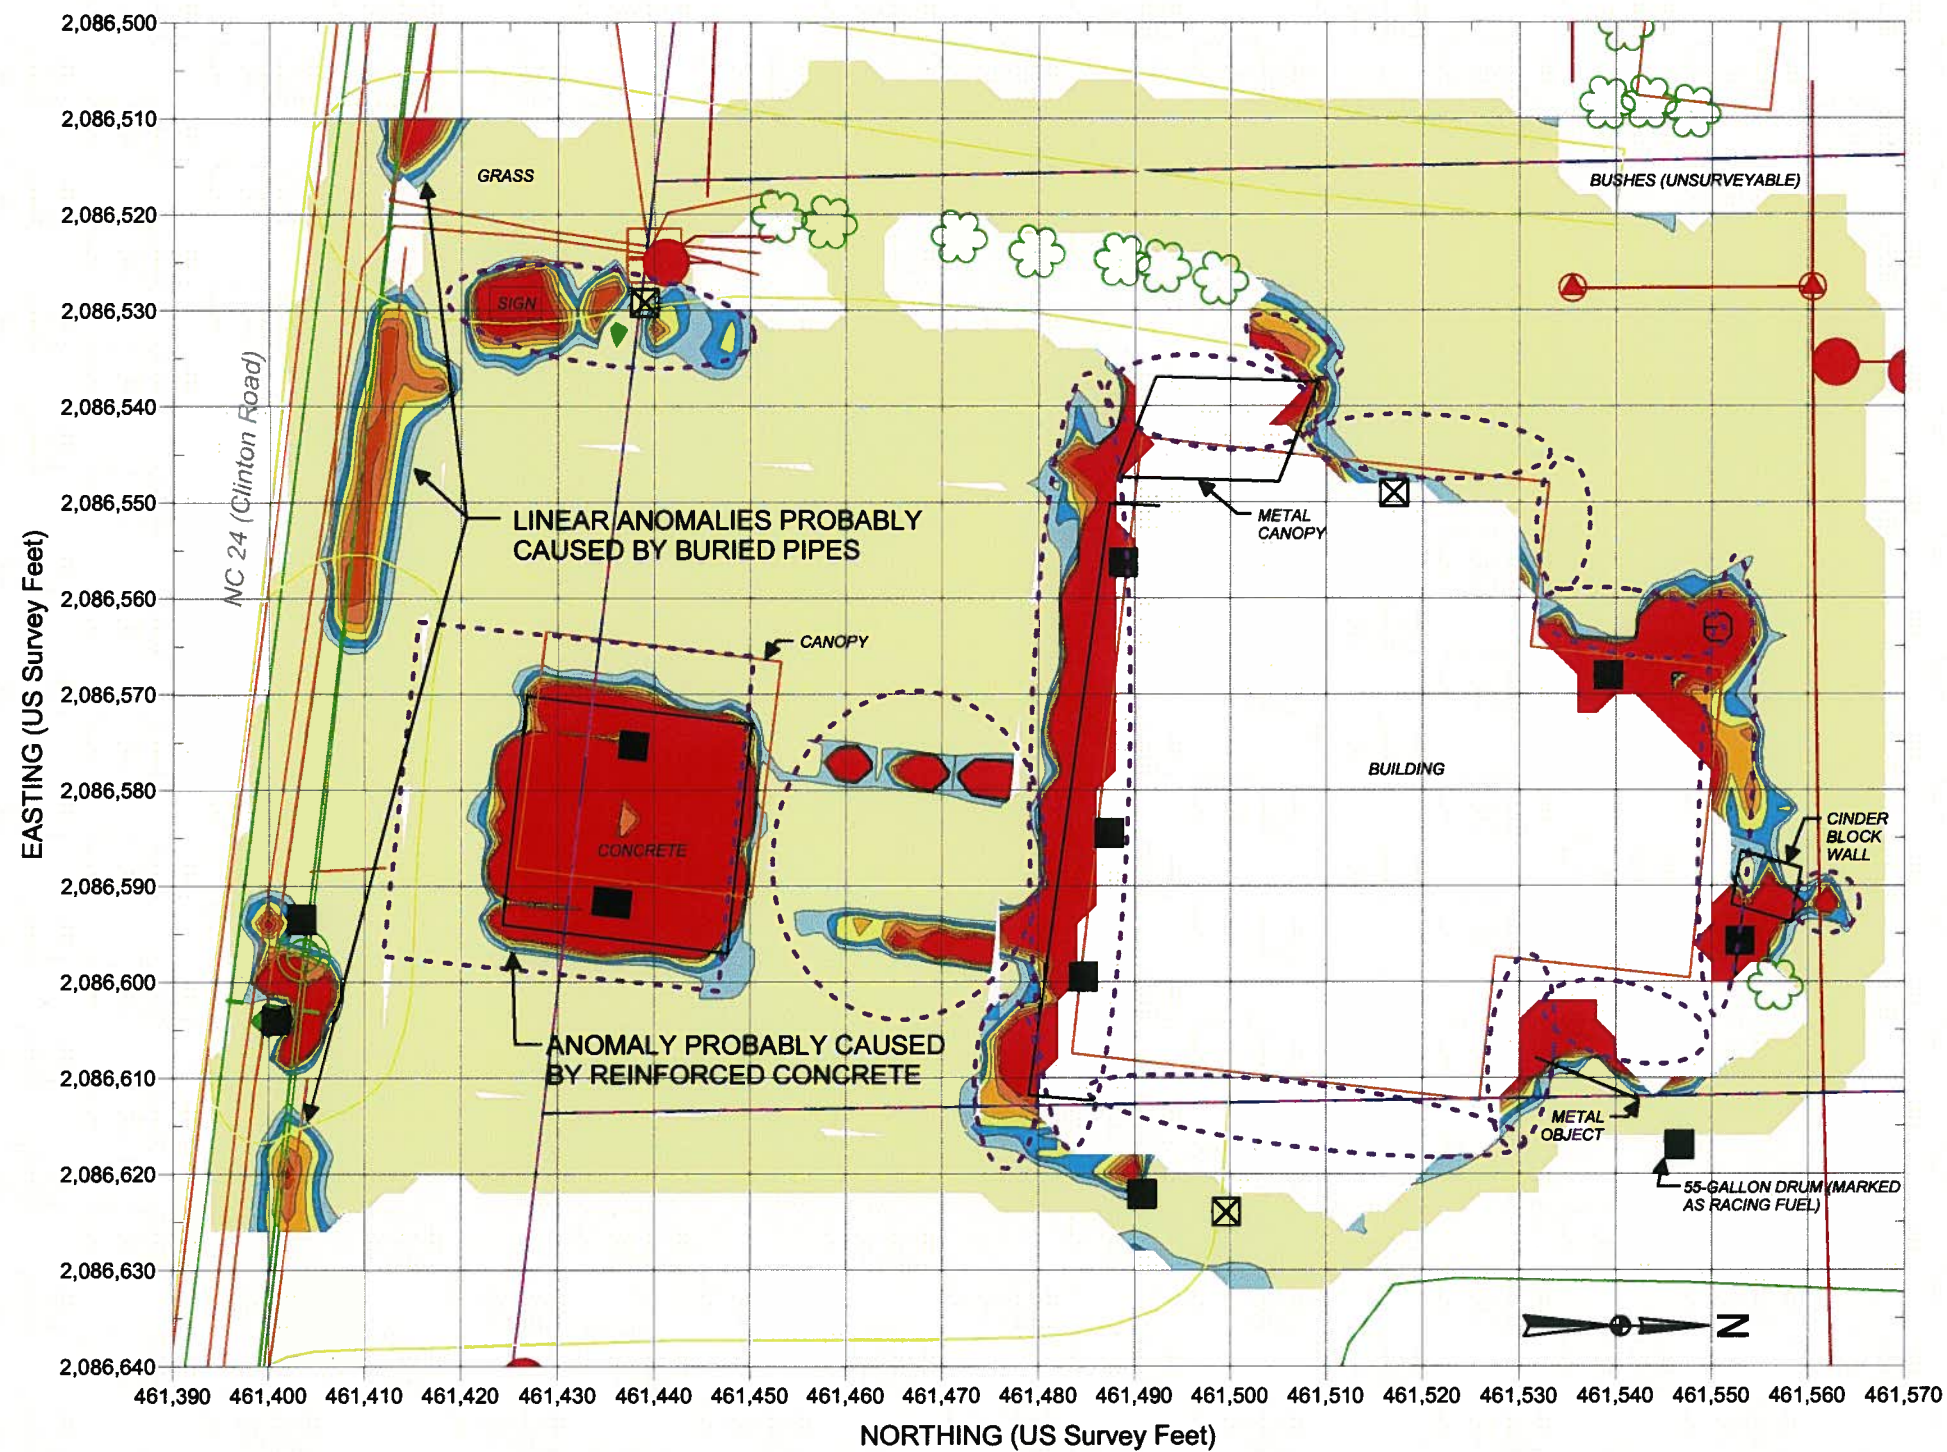 2,086,500
2,086,510
GRASS
BUSHES (UNSURVEYABLE)
2,086,520
SIGN
2,086,530
NC 24 (Clinton Road)
2,086,540
2,086,550
LINEAR ANOMALIES PROBABLY
CAUSED BY BURIED PIPES
METAL
CANOPY
2,086,560
CANOPY
2,086,570
BUILDING
2,086,580
CINDER
BLOCK
WALL
CONCRETE
2,086,590
2,086,600
ANOMALY PROBABLY CAUSED
BY REINFORCED CONCRETE
2,086,610
METAL
OBJECT
2,086,620
55-GALLON DRUM (MARKED
AS RACING FUEL)
2,086,630
N
2,086,640
EASTING (US Survey Feet)
461,390 461,400 461,410 461,420 461,430 461,440 461,450 461,460 461,470 461,480 461,490 461,500 461,510 461,520 461,530 461,540 461,550 461,560 461,570
NORTHING (US Survey Feet)